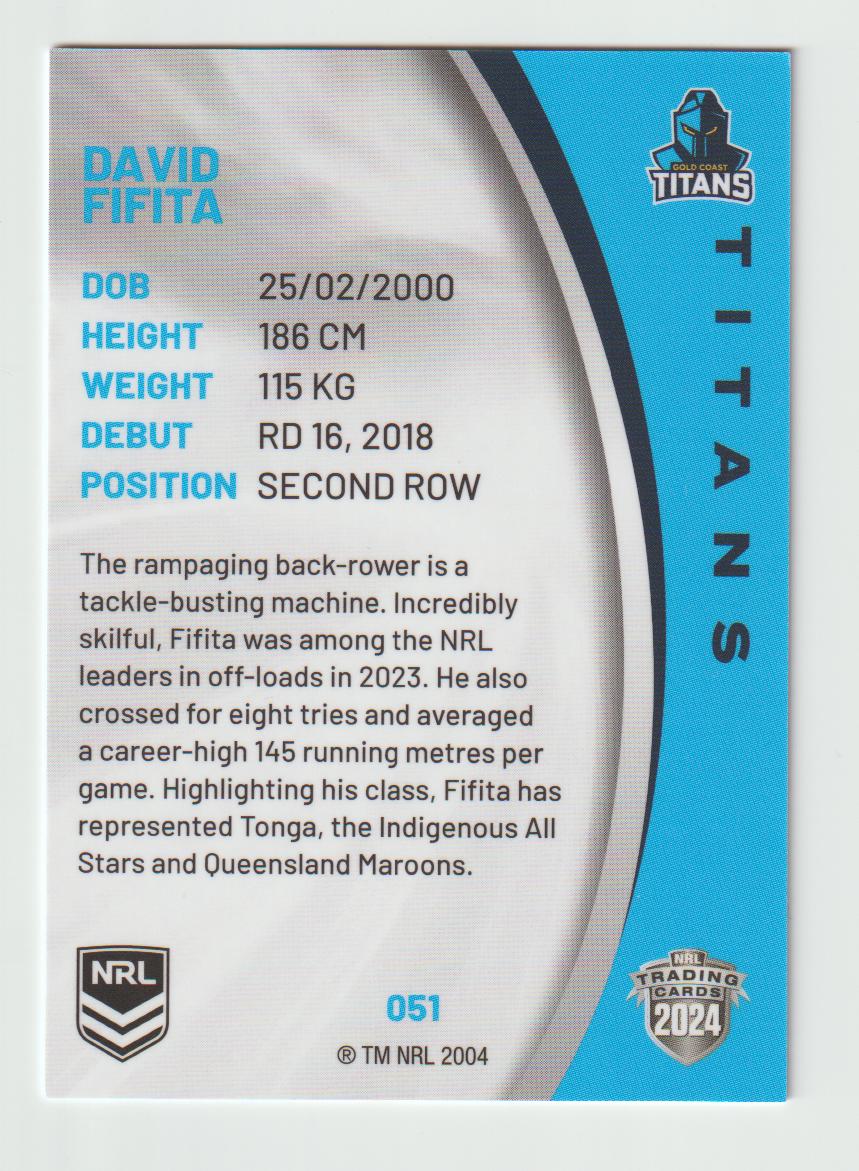 DAVID
FIFITA
DOB 25/02/2000
HEIGHT 186 CM
WEIGHT 115 KG
DEBUT RD 16, 2018
POSITION SECOND ROW
The rampaging back-rower is a
tackle-busting machine. Incredibly
skilful, Fifita was among the NRL
leaders in off-loads in 2023. He also
crossed for eight tries and averaged
a career-high 145 running metres per
game. Highlighting his class, Fifita has
represented Tonga, the Indigenous All
Stars and Queensland Maroons.
NRL
051
® TM NRL 2004
GOLD COAST
TITANS
TITANS
NRL
TRADING
CARDS
2024